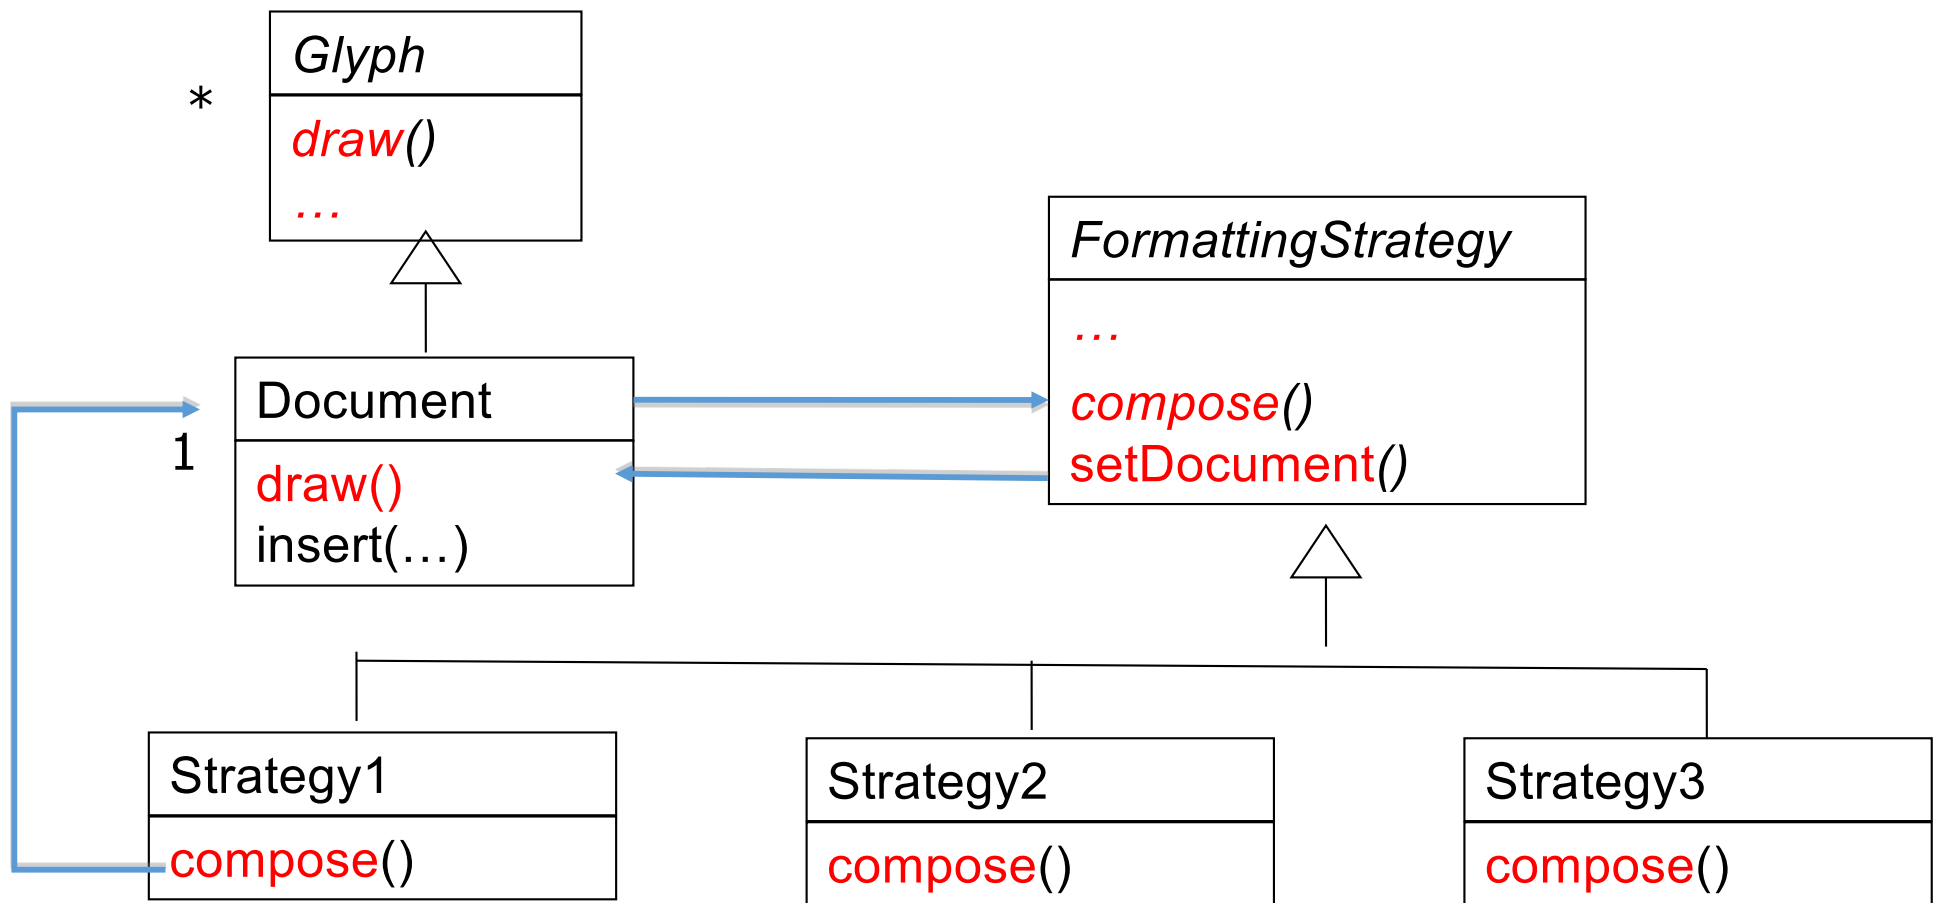 Glyph
*
draw()
…
FormattingStrategy
…
compose()
setDocument()
Document
1
draw()
insert(…)
Strategy1
compose()
Strategy2
compose()
Strategy3
compose()